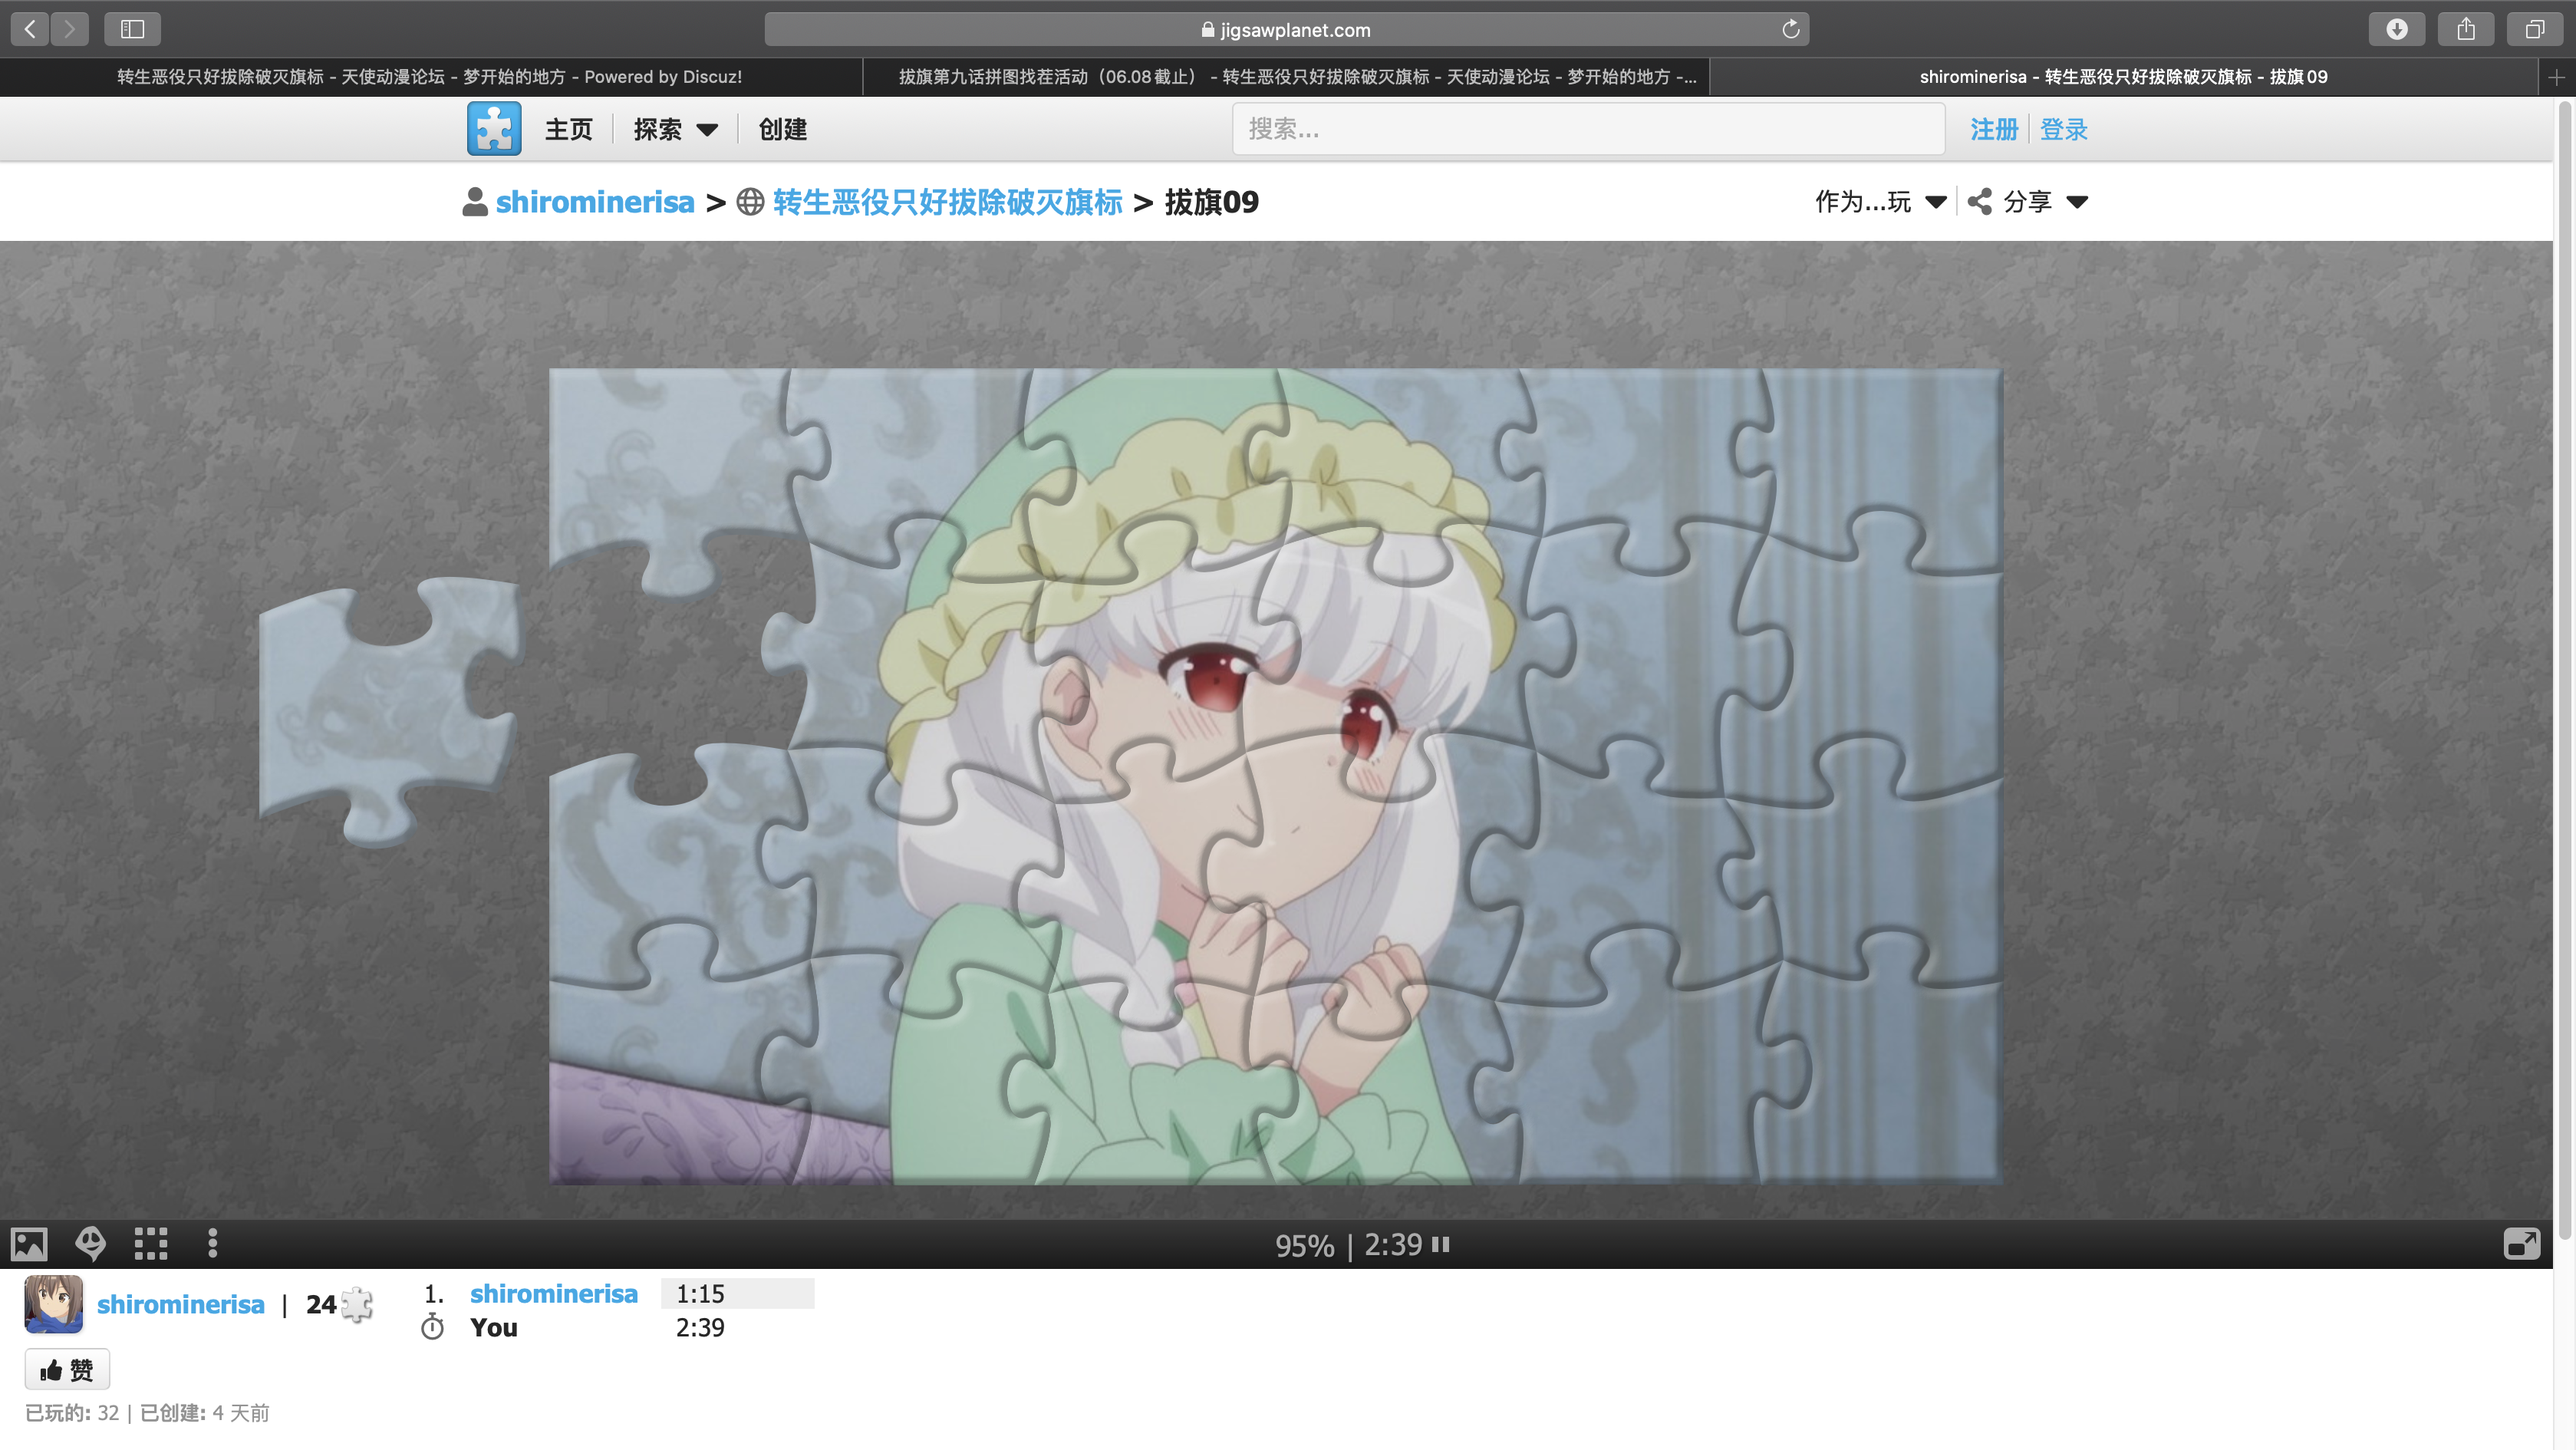 jigsawplanet.com
转生恶役只好拔除破灭旗标 - 天使动漫论坛 - 梦开始的地方 - Powered by Discuz!
拔旗第九话拼图找茬活动（06.08截止） - 转生恶役只好拔除破灭旗标 - 天使动漫论坛 - 梦开始的地方 -...
shirominerisa - 转生恶役只好拔除破灭旗标 - 拔旗09
主页 探索 创建 搜索... 注册 登录
shirominerisa > 转生恶役只好拔除破灭旗标 > 拔旗09 作为...玩 分享
95% | 2:39
shirominerisa | 24
1. shirominerisa 1:15
You 2:39
赞
已玩的: 32 | 已创建: 4 天前